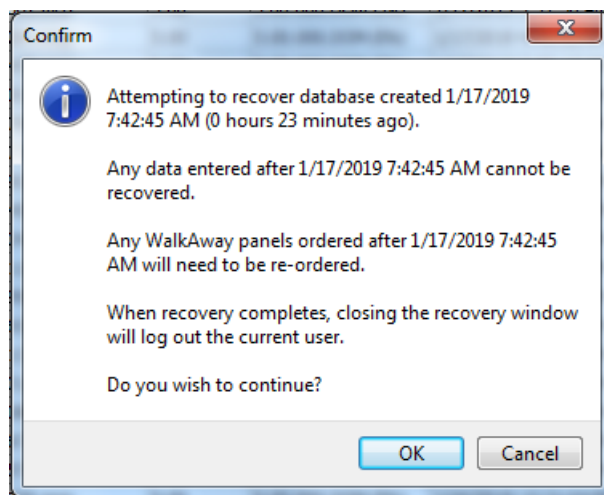 Confirm
Attempting to recover database created 1/17/2019
7:42:45 AM (0 hours 23 minutes ago).
Any data entered after 1/17/2019 7:42:45 AM cannot be
recovered.
Any WalkAway panels ordered after 1/17/2019 7:42:45
AM will need to be re-ordered.
When recovery completes, closing the recovery window
will log out the current user.
Do you wish to continue?
OK Cancel